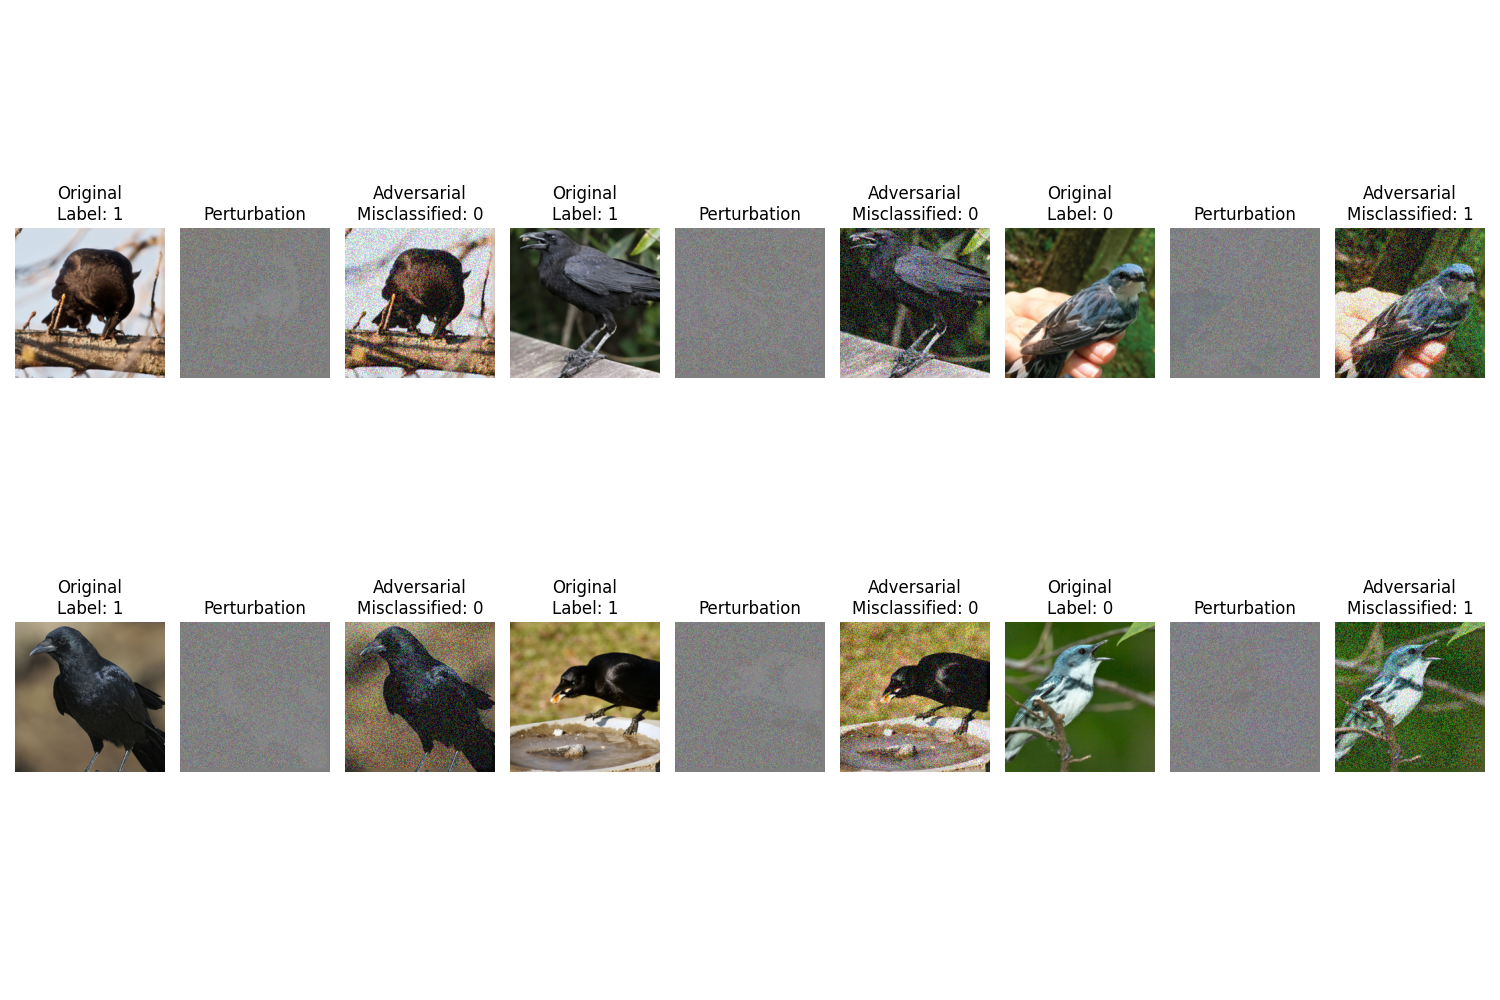 Original
Label: 1
Perturbation
Adversarial
Misclassified: 0
Original
Label: 1
Perturbation
Adversarial
Misclassified: 0
Original
Label: 0
Perturbation
Adversarial
Misclassified: 1
Original
Label: 1
Perturbation
Adversarial
Misclassified: 0
Original
Label: 1
Perturbation
Adversarial
Misclassified: 0
Original
Label: 0
Perturbation
Adversarial
Misclassified: 1